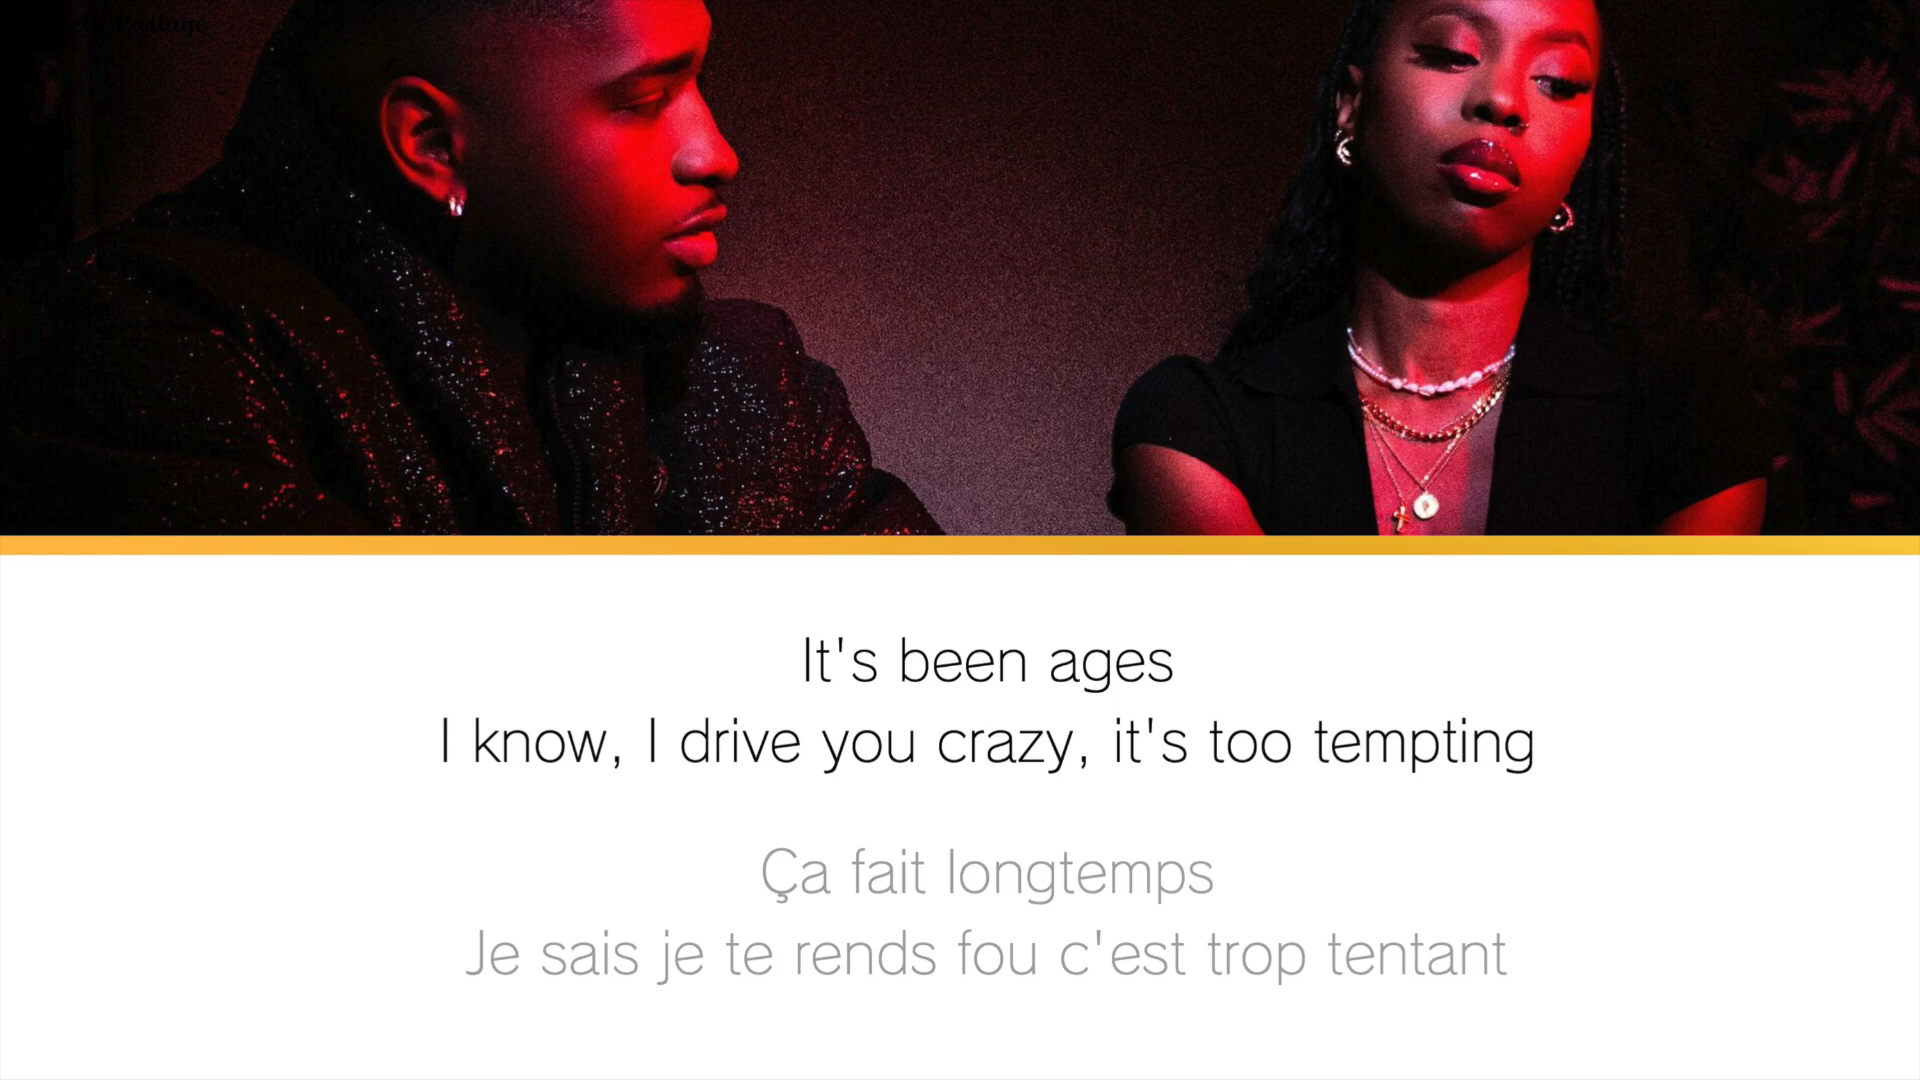 Partage
It's been ages
I know, I drive you crazy, it's too tempting
Ça fait longtemps
Je sais je te rends fou c'est trop tentant